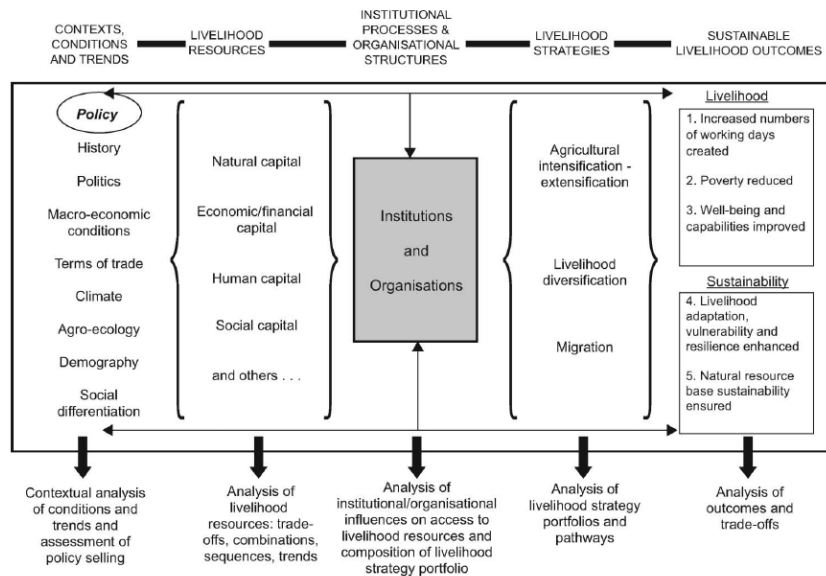 CONTEXTS,
CONDITIONS
AND TRENDS
LIVELIHOOD
RESOURCES
INSTITUTIONAL
PROCESSES &
ORGANISATIONAL
STRUCTURES
LIVELIHOOD
STRATEGIES
SUSTAINABLE
LIVELIHOOD OUTCOMES
Policy
History
Politics
Macro-economic
conditions
Terms of trade
Climate
Agro-ecology
Demography
Social
differentiation
Natural capital
Economic/financial
capital
Human capital
Social capital
and others . . .
Institutions
and
Organisations
Agricultural
intensification -
extensification
Livelihood
diversification
Migration
Livelihood
1. Increased numbers
of working days
created
2. Poverty reduced
3. Well-being and
capabilities improved
Sustainability
4. Livelihood
adaptation,
vulnerability and
resilience enhanced
5. Natural resource
base sustainability
ensured
Contextual analysis
of conditions and
trends and
assessment of
policy selling
Analysis of
livelihood
resources: trade-
offs, combinations,
sequences, trends
Analysis of
institutional/organisational
influences on access to
livelihood resources and
composition of livelihood
strategy portfolio
Analysis of
livelihood strategy
portfolios and
pathways
Analysis of
outcomes and
trade-offs